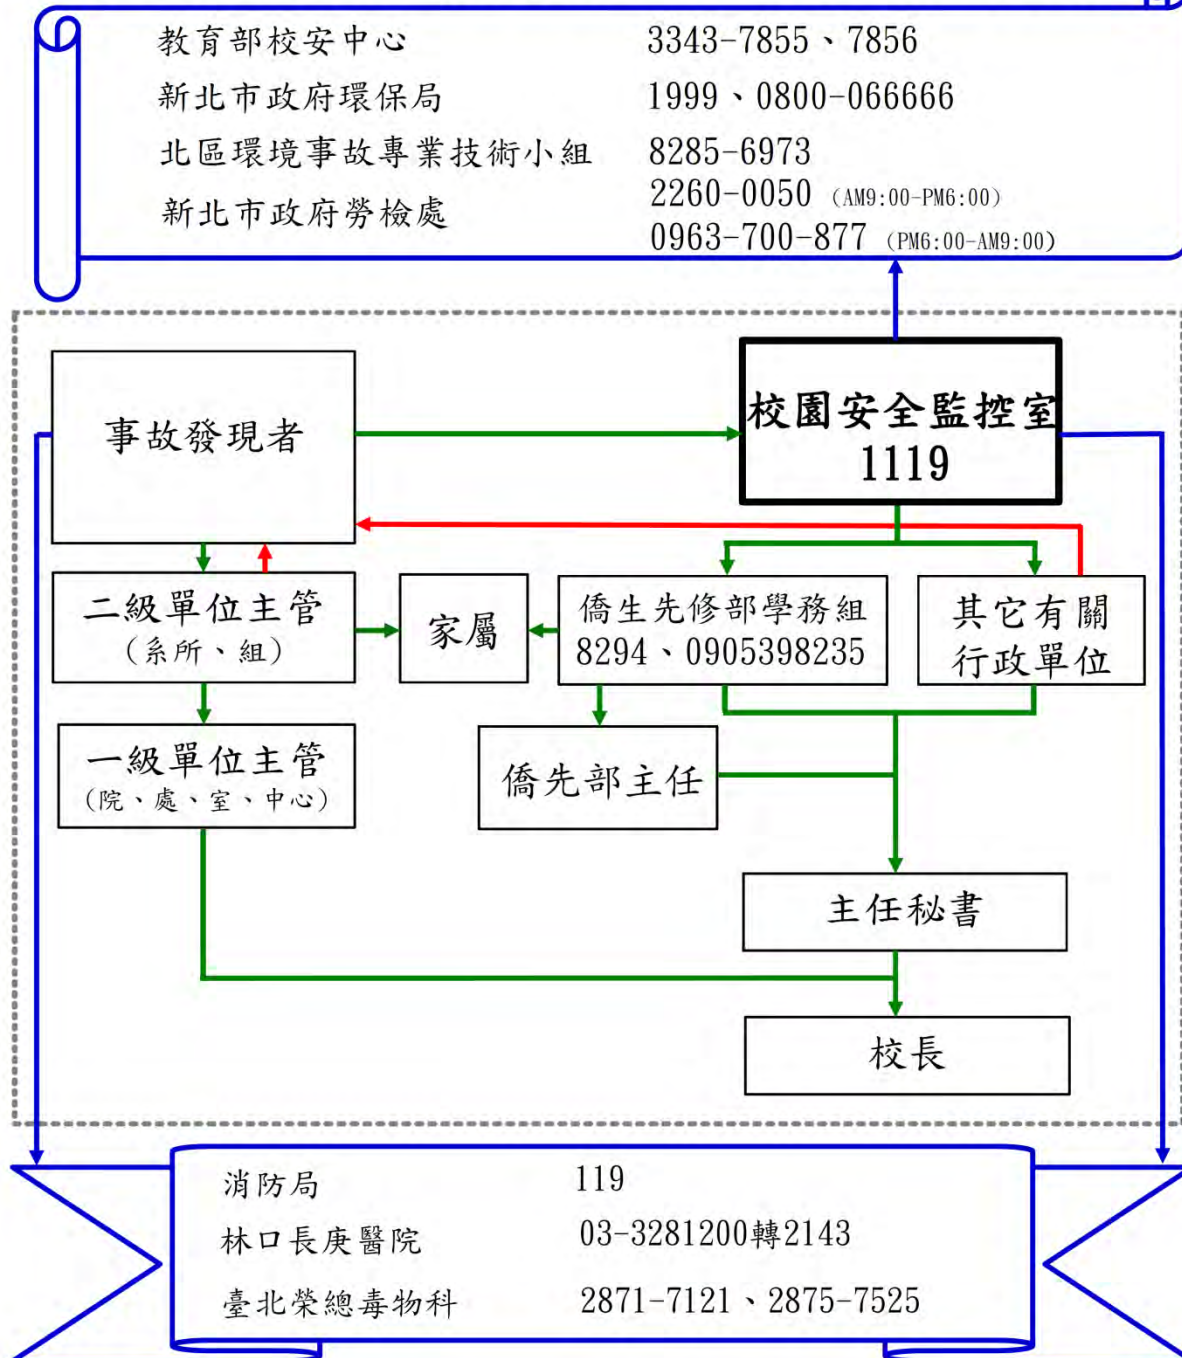 教育部校安中心 3343-7855、7856
新北市政府環保局 1999、0800-066666
北區環境事故專業技術小組 8285-6973
新北市政府勞檢處 2260-0050 (AM9:00-PM6:00)
0963-700-877 (PM6:00-AM9:00)
事故發現者
校園安全監控室
1119
二級單位主管
(系所、組)
家屬
僑生先修部學務組
8294、0905398235
其它有關
行政單位
一級單位主管
(院、處、室、中心)
僑先部主任
主任秘書
校長
消防局 119
林口長庚醫院 03-3281200轉2143
臺北榮總毒物科 2871-7121、2875-7525